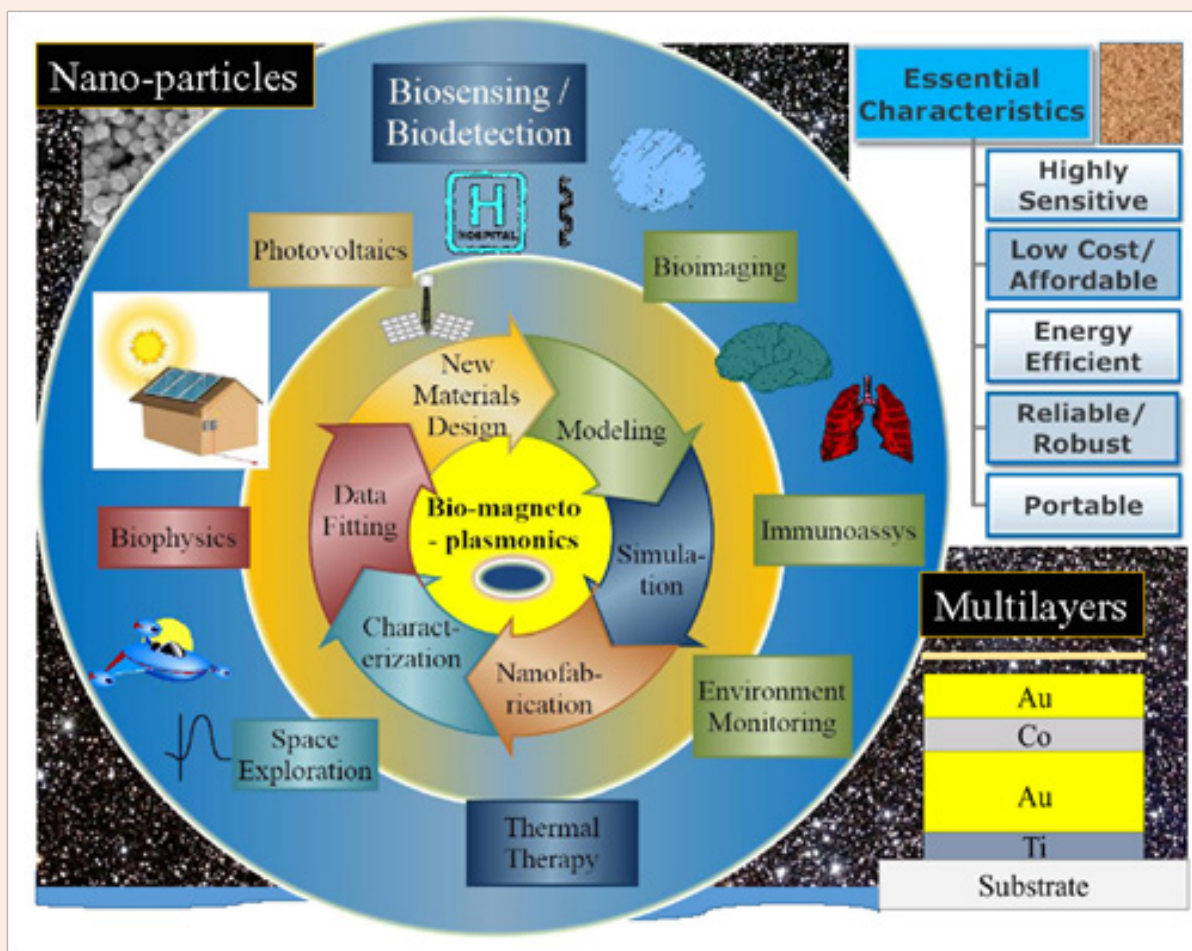 Nano-particles
Biosensing /
Biodetection
H
HOSPITAL
Photovoltaics
Bioimaging
Immunoassys
Environment
Monitoring
Thermal
Therapy
Space
Exploration
Biophysics
New
Materials
Design
Modeling
Simula-
tion
Nanofab-
rication
Charact-
erization
Data
Fitting
Bio-magneto
- plasmonics
Essential
Characteristics
Highly
Sensitive
Low Cost/
Affordable
Energy
Efficient
Reliable/
Robust
Portable
Multilayers
Au
Co
Au
Ti
Substrate